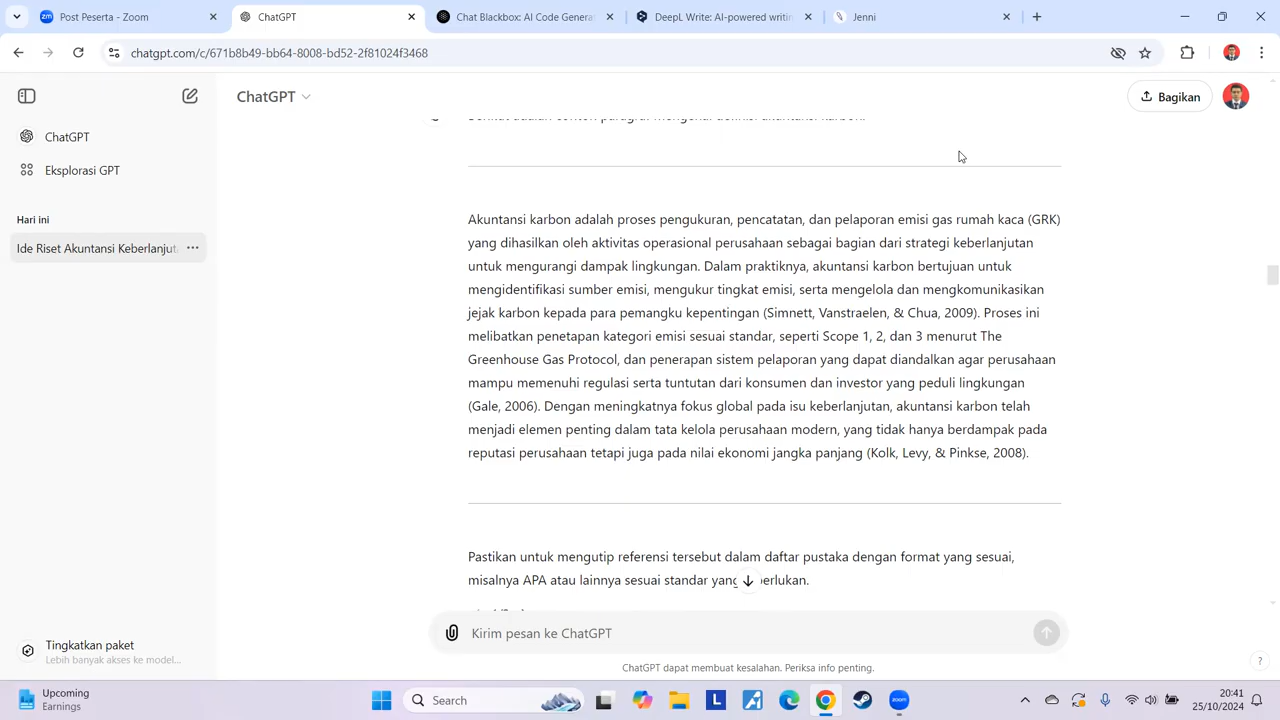 Post Peserta - Zoom
ChatGPT
Chat Blackbox: AI Code Genera
DeepL Write: AI-powered writin
Jenni
chatgpt.com/c/671b8b49-bb64-8008-bd52-2f81024f3468
ChatGPT
Bagikan
ChatGPT
Eksplorasi GPT
Hari ini
Ide Riset Akuntansi Keberlanjut
Berikut adalah contoh paragraf mengenai definisi akuntansi karbon:
Akuntansi karbon adalah proses pengukuran, pencatatan, dan pelaporan emisi gas rumah kaca (GRK)
yang dihasilkan oleh aktivitas operasional perusahaan sebagai bagian dari strategi keberlanjutan
untuk mengurangi dampak lingkungan. Dalam praktiknya, akuntansi karbon bertujuan untuk
mengidentifikasi sumber emisi, mengukur tingkat emisi, serta mengelola dan mengkomunikasikan
jejak karbon kepada para pemangku kepentingan (Simnett, Vanstraelen, & Chua, 2009). Proses ini
melibatkan penetapan kategori emisi sesuai standar, seperti Scope 1, 2, dan 3 menurut The
Greenhouse Gas Protocol, dan penerapan sistem pelaporan yang dapat diandalkan agar perusahaan
mampu memenuhi regulasi serta tuntutan dari konsumen dan investor yang peduli lingkungan
(Gale, 2006). Dengan meningkatnya fokus global pada isu keberlanjutan, akuntansi karbon telah
menjadi elemen penting dalam tata kelola perusahaan modern, yang tidak hanya berdampak pada
reputasi perusahaan tetapi juga pada nilai ekonomi jangka panjang (Kolk, Levy, & Pinkse, 2008).
Pastikan untuk mengutip referensi tersebut dalam daftar pustaka dengan format yang sesuai,
misalnya APA atau lainnya sesuai standar yang perlukan.
Kirim pesan ke ChatGPT
ChatGPT dapat membuat kesalahan. Periksa info penting.
Tingkatkan paket
Lebih banyak akses ke model...
Upcoming
Earnings
Search
20:41
25/10/2024